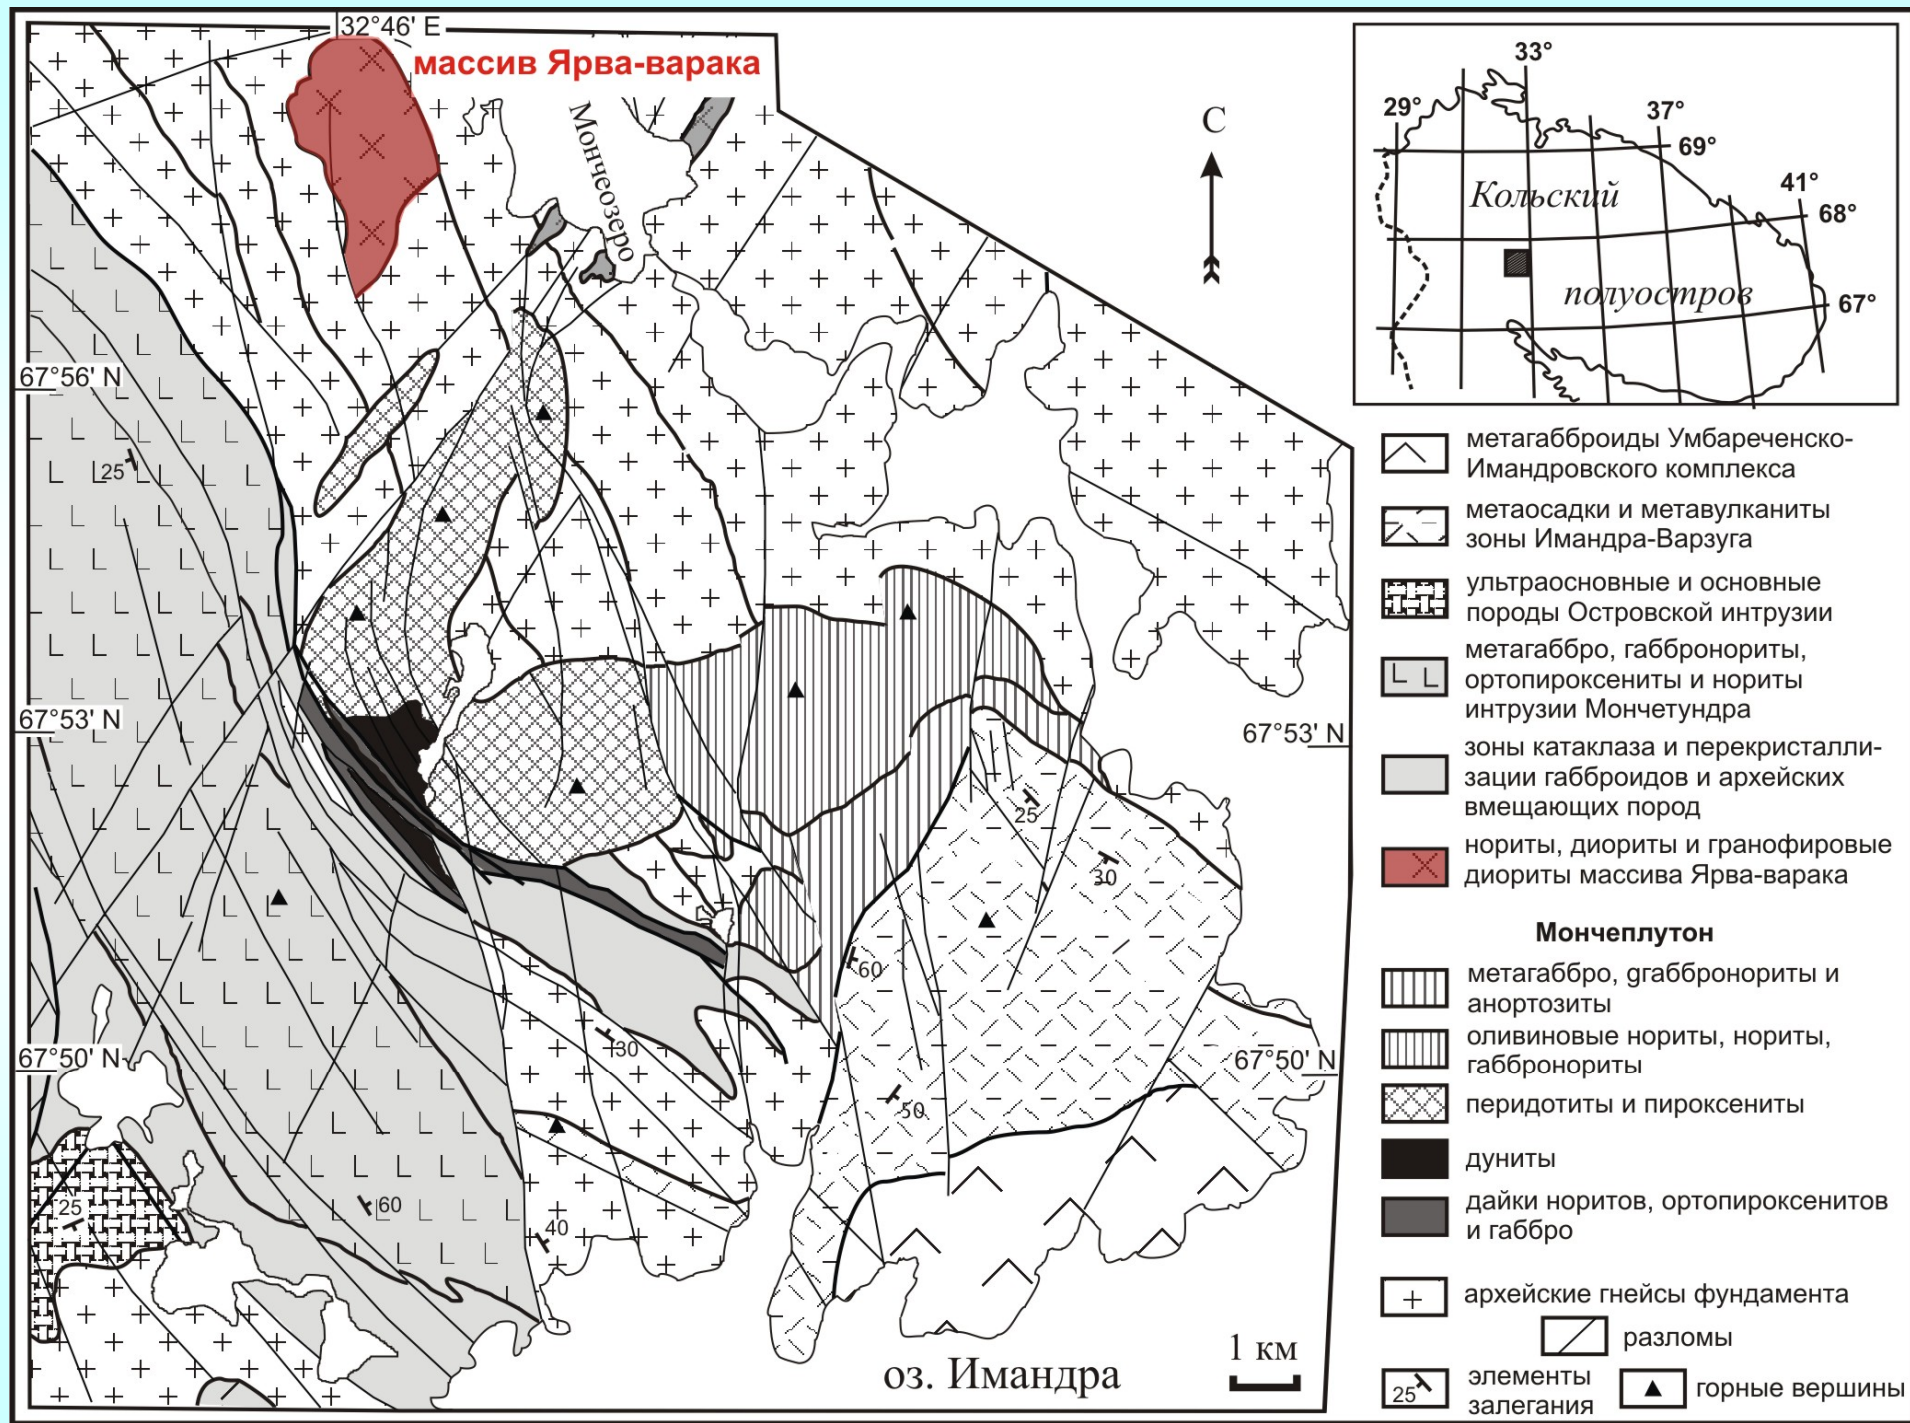 32°46' E
массив Ярва-варака
Мончеозеро
С
67°56' N
67°53' N
67°53' N
67°50' N
67°50' N
25
25
30
60
30
50
60
40
25
оз. Имандра
1 км
33°
29°
37°
69°
41°
68°
67°
Кольский
полуостров
метагабброиды Умбареченско-
Имандровского комплекса
метаосадки и метавулканиты
зоны Имандра-Варзуга
ультраосновные и основные
породы Островской интрузии
метагаббро, габбронориты,
ортопироксениты и нориты
интрузии Мончетундра
зоны катаклаза и перекристалли-
зации габброидов и архейских
вмещающих пород
нориты, диориты и гранофировые
диориты массива Ярва-варака
Мончеплутон
метагаббро, gгаббронориты и
анортозиты
оливиновые нориты, нориты,
габбронориты
перидотиты и пироксениты
дуниты
дайки норитов, ортопироксенитов
и габбро
архейские гнейсы фундамента
разломы
25
элементы
залегания
горные вершины